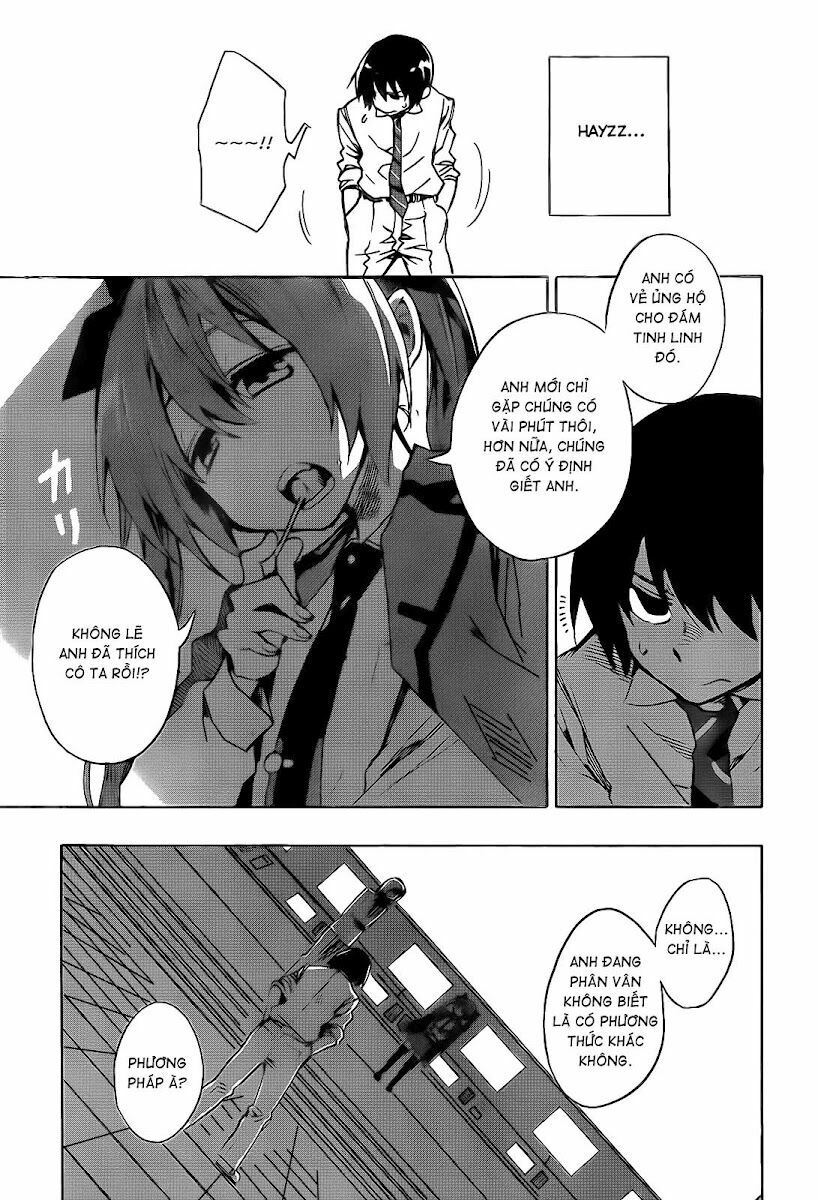 HAYZZ...
~~~!!
ANH CÓ
VẺ ỦNG HỘ
CHO ĐÁM
TINH LINH
ĐÓ.
ANH MỚI CHỈ
GẶP CHÚNG CÓ
VÀI PHÚT THÔI,
HƠN NỮA, CHÚNG
ĐÃ CÓ Ý ĐỊNH
GIẾT ANH.
カリ
KHÔNG LẼ
ANH ĐÃ THÍCH
CÔ TA RỒI!?
KHÔNG...
CHỈ LÀ...
ANH ĐANG
PHÂN VÂN
KHÔNG BIẾT
LÀ CÓ PHƯƠNG
THỨC KHÁC
KHÔNG.
PHƯƠNG
PHÁP À?